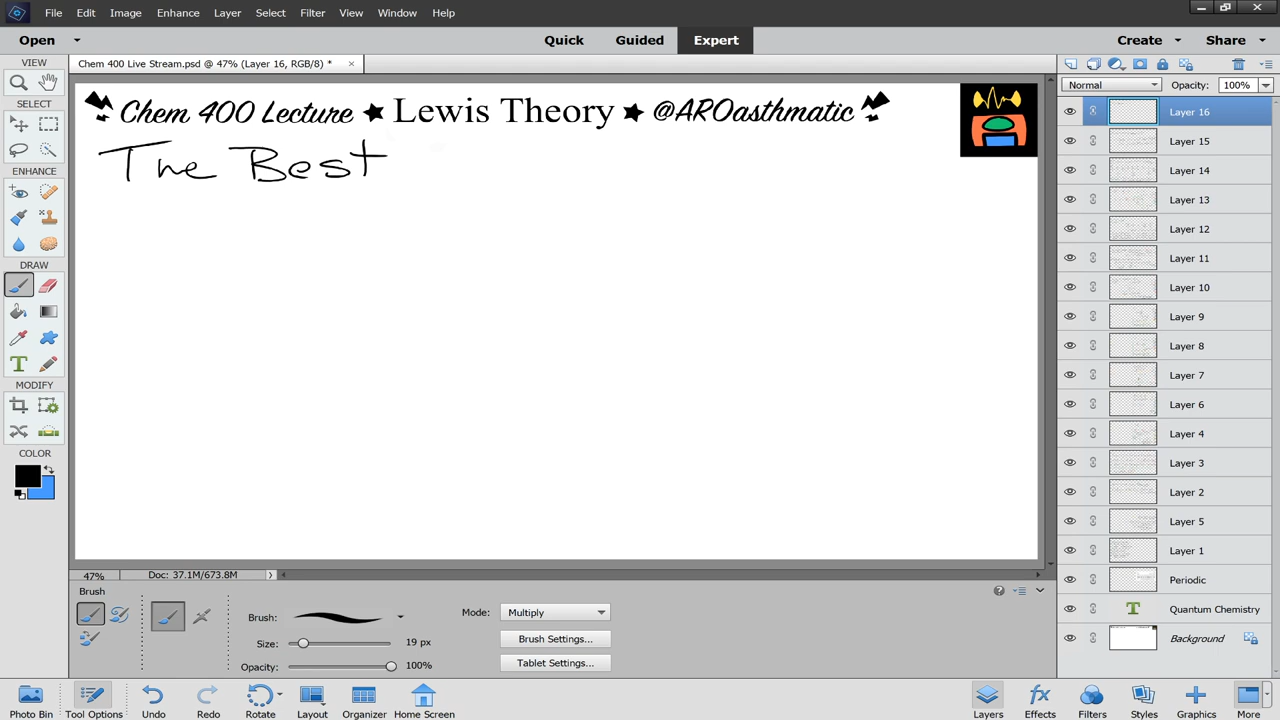 File Edit Image Enhance Layer Select Filter View Window Help
Open Quick Guided Expert Create Share
VIEW Chem 400 Live Stream.psd @ 47% (Layer 16, RGB/8) * ×
Normal Opacity: 100%
SELECT
ENHANCE
DRAW
MODIFY
COLOR
Chem 400 Lecture ★ Lewis Theory ★ @AROasthmatic
The Best
Layer 16
Layer 15
Layer 14
Layer 13
Layer 12
Layer 11
Layer 10
Layer 9
Layer 8
Layer 7
Layer 6
Layer 4
Layer 3
Layer 2
Layer 5
Layer 1
Periodic
T Quantum Chemistry
Background
47% Doc: 37.1M/673.8M
Brush
Brush: Mode: Multiply
Size: 19 px Brush Settings...
Opacity: 100% Tablet Settings...
Photo Bin Tool Options Undo Redo Rotate Layout Organizer Home Screen Layers Effects Filters Styles Graphics More